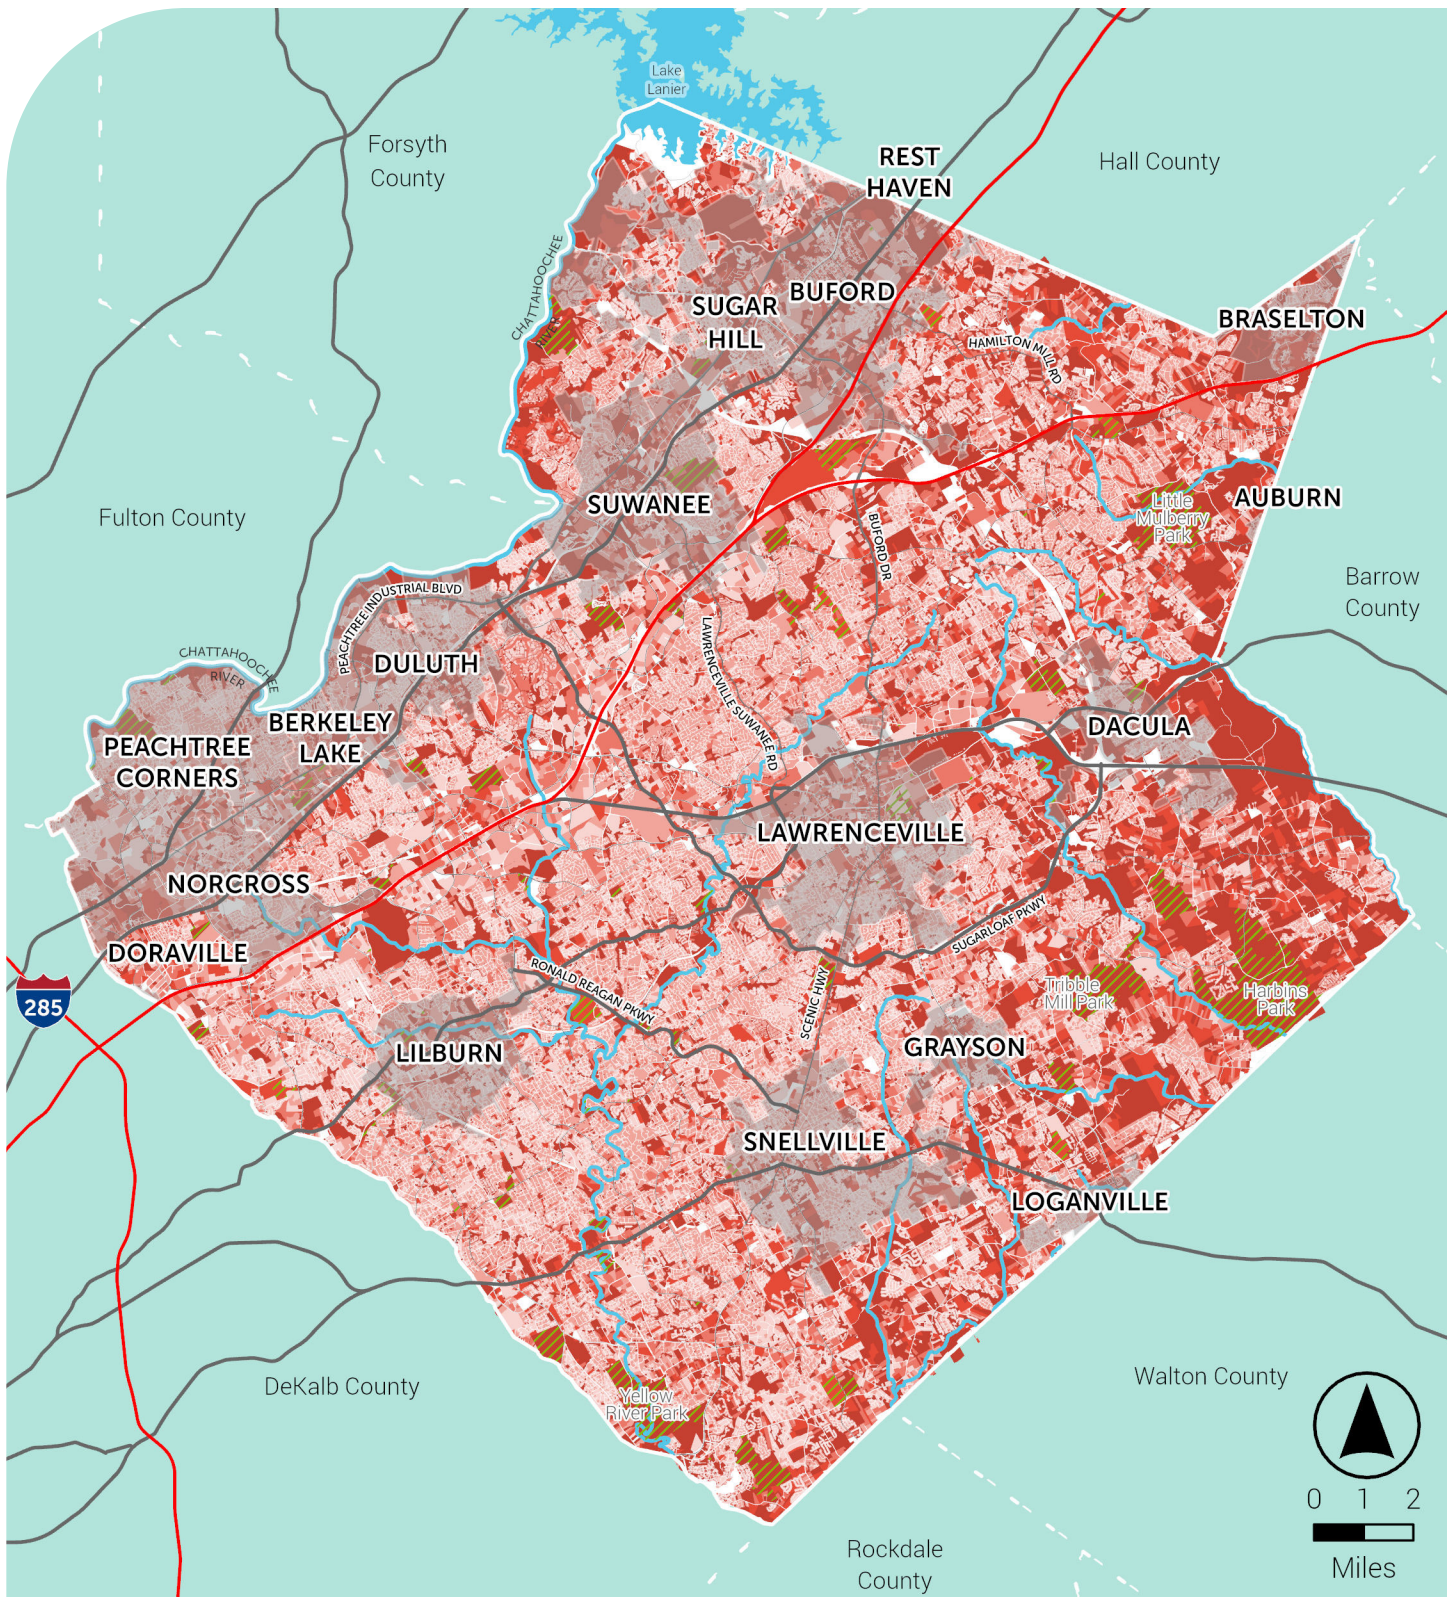 Lake
Lanier
Forsyth
County
REST
HAVEN
Hall County
CHATTAHOOCHEE
RIVER
SUGAR
HILL
BUFORD
BRASELTON
HAMILTON MILL RD
SUWANEE
Fulton County
BUFORD DR
Little
Mulberry
Park
AUBURN
Barrow
County
PEACHTREE INDUSTRIAL BLVD
LAWRENCEVILLE SUWANEE RD
CHATTAHOOCHEE
RIVER
DULUTH
BERKELEY
LAKE
PEACHTREE
CORNERS
DACULA
LAWRENCEVILLE
NORCROSS
DORAVILLE
SUGARLOAF PKWY
RONALD REAGAN PKWY
SCENIC HWY
Tribble
Mill Park
Harbins
Park
285
LILBURN
GRAYSON
SNELLVILLE
LOGANVILLE
DeKalb County
Yellow
River Park
Walton County
Rockdale
County
0 1 2
Miles